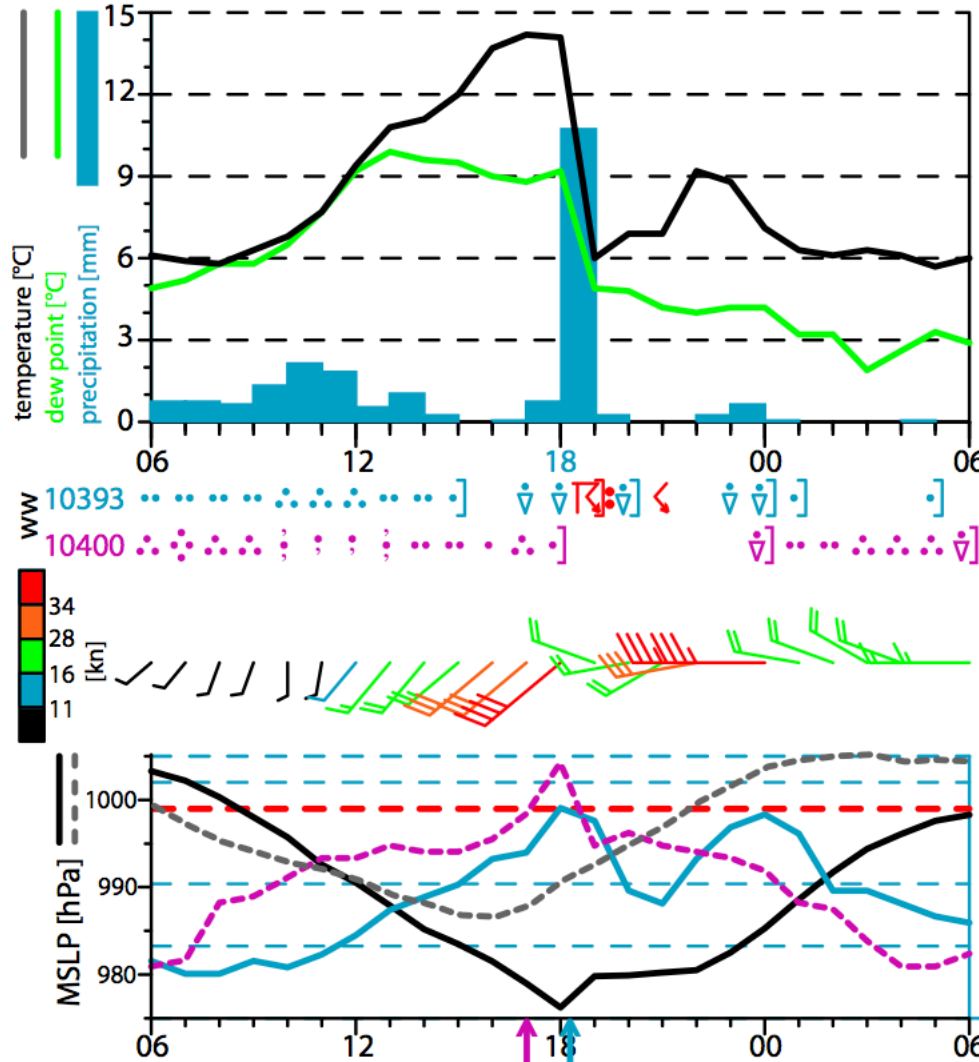 temperature [°C]
dew point [°C]
precipitation [mm]
15
12
9
6
3
0
06 12 18 00 06
ww
10393
10400
34
28
16
11
[kn]
MSLP [hPa]
1000
990
980
06 12 18 00 06